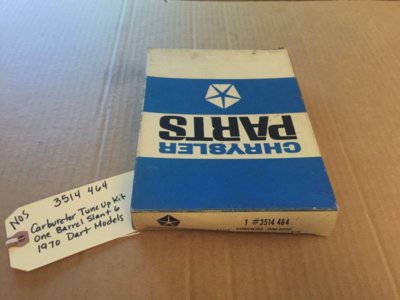 NOS
3514 464
Carburetor Tune Up Kit
One Barrel Slant 6
1970 Dart Models
CHRYSLER
PARTS
1 #3514 464